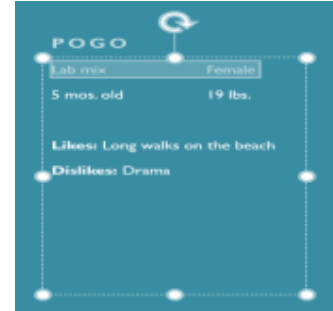 POGO
Lab mix Female
5 mos. old 19 lbs.
Likes: Long walks on the beach
Dislikes: Drama